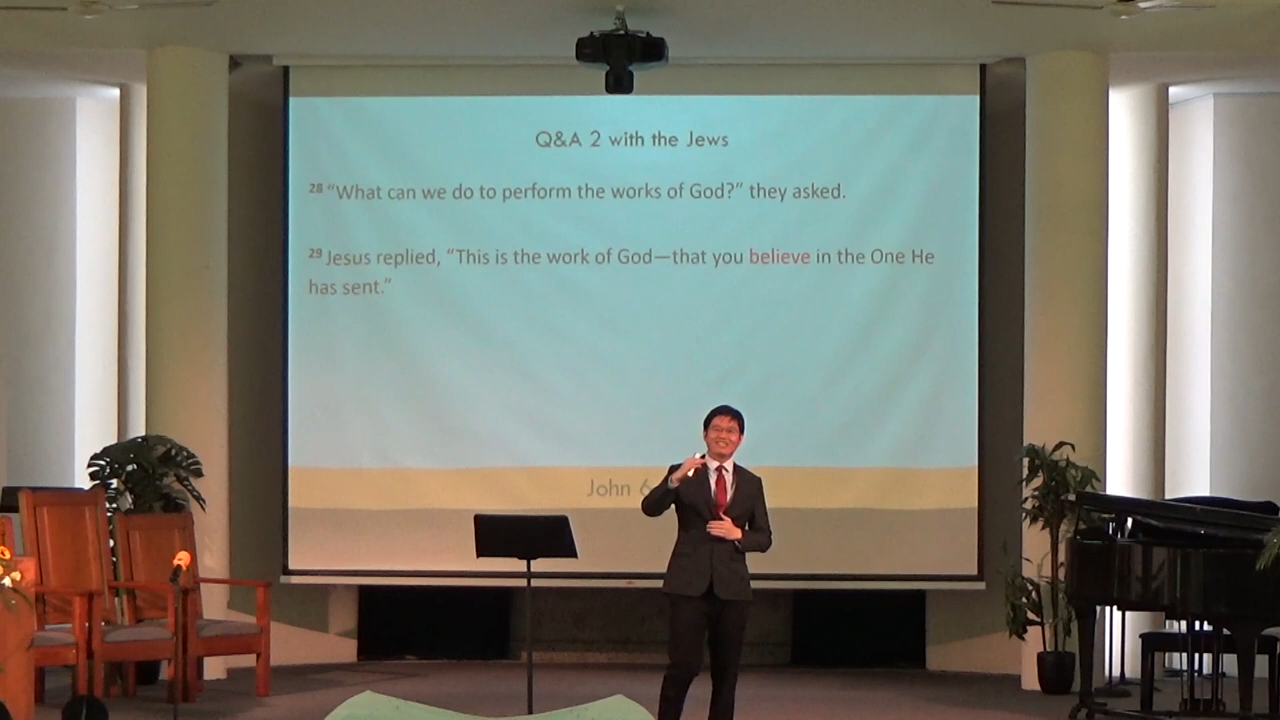 Q&A 2 with the Jews
28 “What can we do to perform the works of God?” they asked.
29 Jesus replied, “This is the work of God—that you believe in the One He
has sent.”
John 6